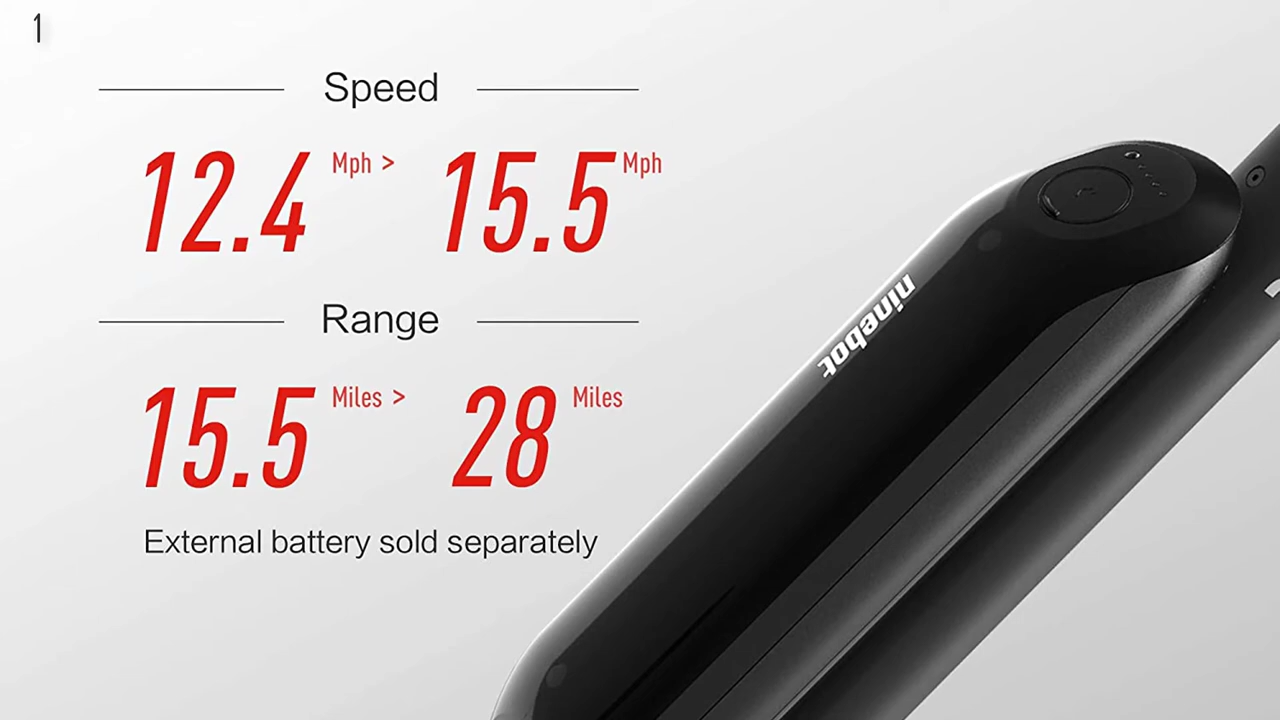 1
Speed
12.4 Mph > 15.5 Mph
Range
15.5 Miles > 28 Miles
External battery sold separately
ninebot